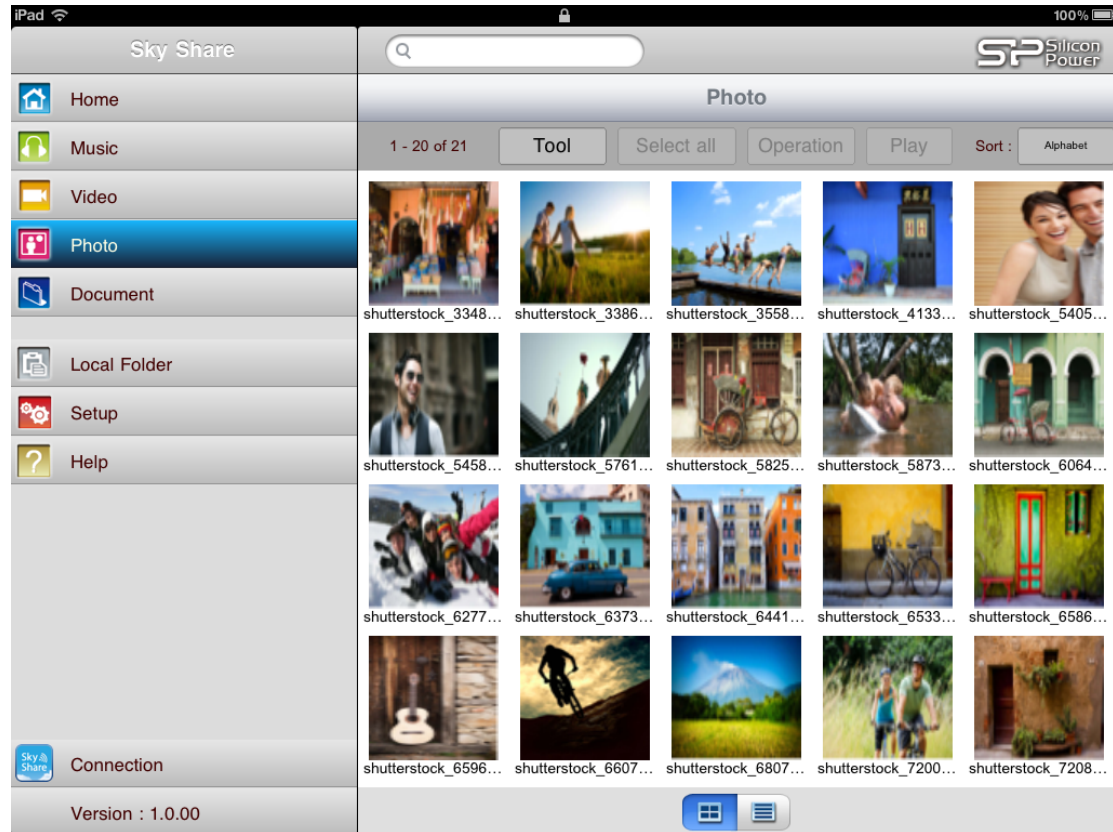 iPad 100%
Sky Share
Silicon
SP Power
Home
Music
Video
Photo
Document
Local Folder
Setup
Help
Sky
Share
Connection
Version : 1.0.00
Photo
1 - 20 of 21 Tool Select all Operation Play Sort : Alphabet
shutterstock_3348... shutterstock_3386... shutterstock_3558... shutterstock_4133... shutterstock_5405...
shutterstock_5458... shutterstock_5761... shutterstock_5825... shutterstock_5873... shutterstock_6064...
shutterstock_6277... shutterstock_6373... shutterstock_6441... shutterstock_6533... shutterstock_6586...
shutterstock_6596... shutterstock_6607... shutterstock_6807... shutterstock_7200... shutterstock_7208...